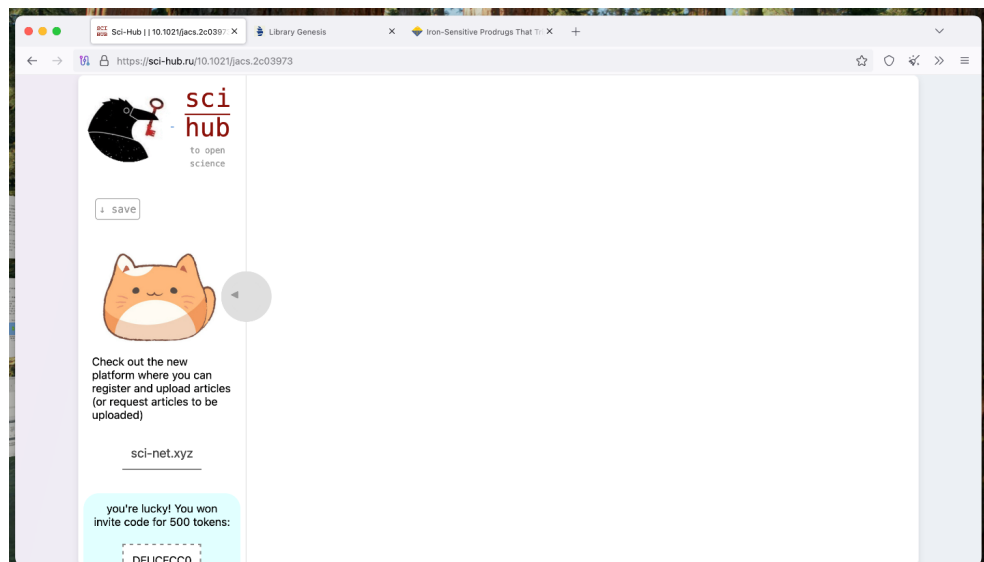 Sci-Hub | | 10.1021/jacs.2c0397
Library Genesis
Iron-Sensitive Prodrugs That Tri
https://sci-hub.ru/10.1021/jacs.2c03973
sci
hub
to open
science
↓ save
Check out the new
platform where you can
register and upload articles
(or request articles to be
uploaded)
sci-net.xyz
you're lucky! You won
invite code for 500 tokens: